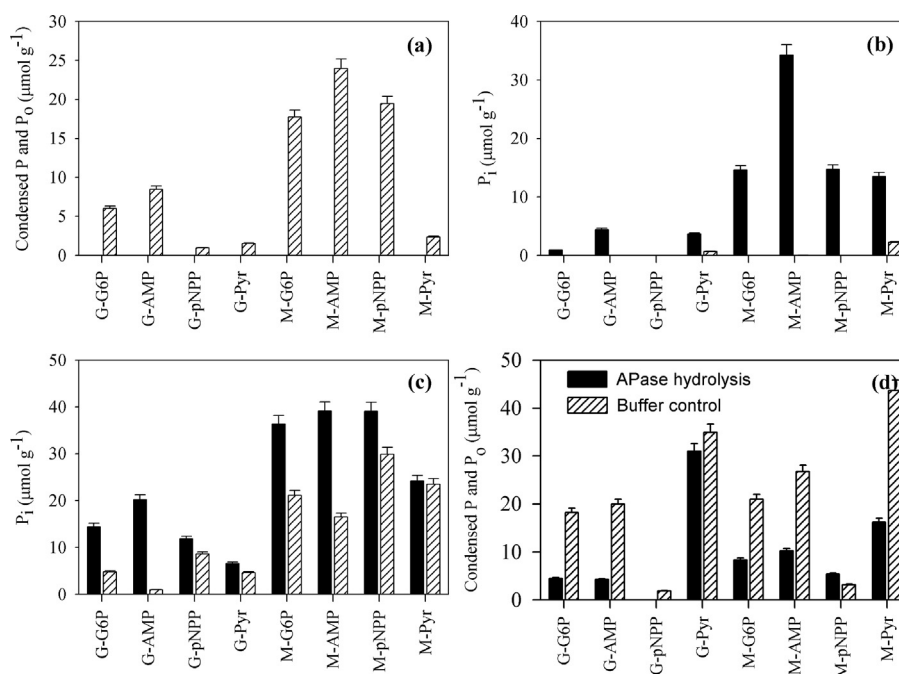 (a)
Condensed P and Pₒ (μmol g⁻¹)
30
25
20
15
10
5
0
G-G6P
G-AMP
G-pNPP
G-Pyr
M-G6P
M-AMP
M-pNPP
M-Pyr
(b)
Pᵢ (μmol g⁻¹)
40
30
20
10
0
G-G6P
G-AMP
G-pNPP
G-Pyr
M-G6P
M-AMP
M-pNPP
M-Pyr
(c)
Pᵢ (μmol g⁻¹)
50
40
30
20
10
0
G-G6P
G-AMP
G-pNPP
G-Pyr
M-G6P
M-AMP
M-pNPP
M-Pyr
(d)
APase hydrolysis
Buffer control
Condensed P and Pₒ (μmol g⁻¹)
50
40
30
20
10
0
G-G6P
G-AMP
G-pNPP
G-Pyr
M-G6P
M-AMP
M-pNPP
M-Pyr